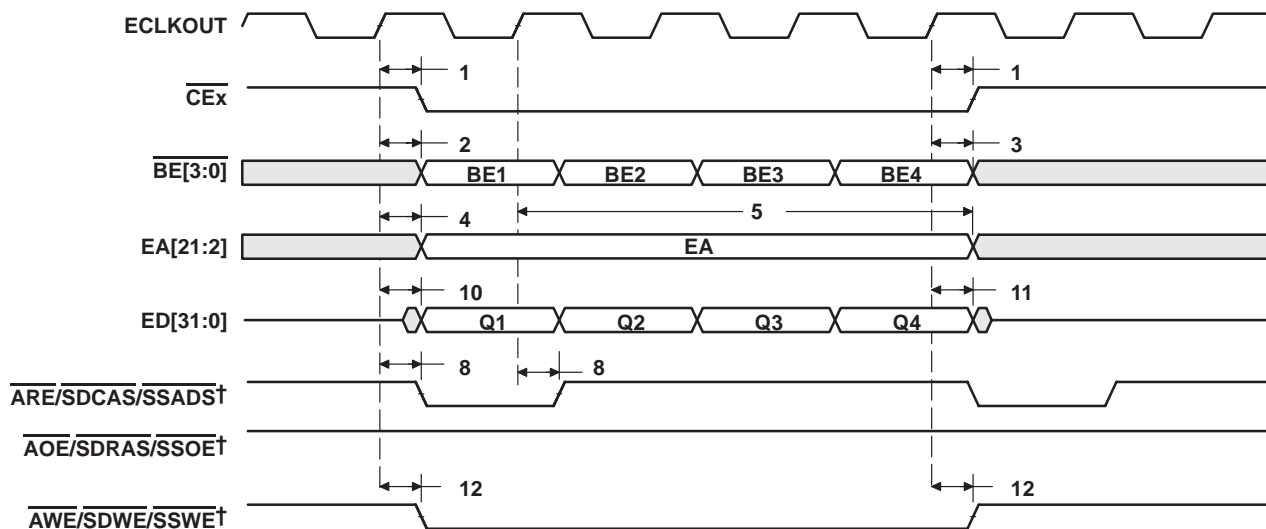 ECLKOUT
1 1
CEx
2 3
BE[3:0] BE1 BE2 BE3 BE4
4 5
EA[21:2] EA
10 11
ED[31:0] Q1 Q2 Q3 Q4
8 8
ARE/SDCAS/SSADS†
AOE/SDRAS/SSOE†
12 12
AWE/SDWE/SSWE†